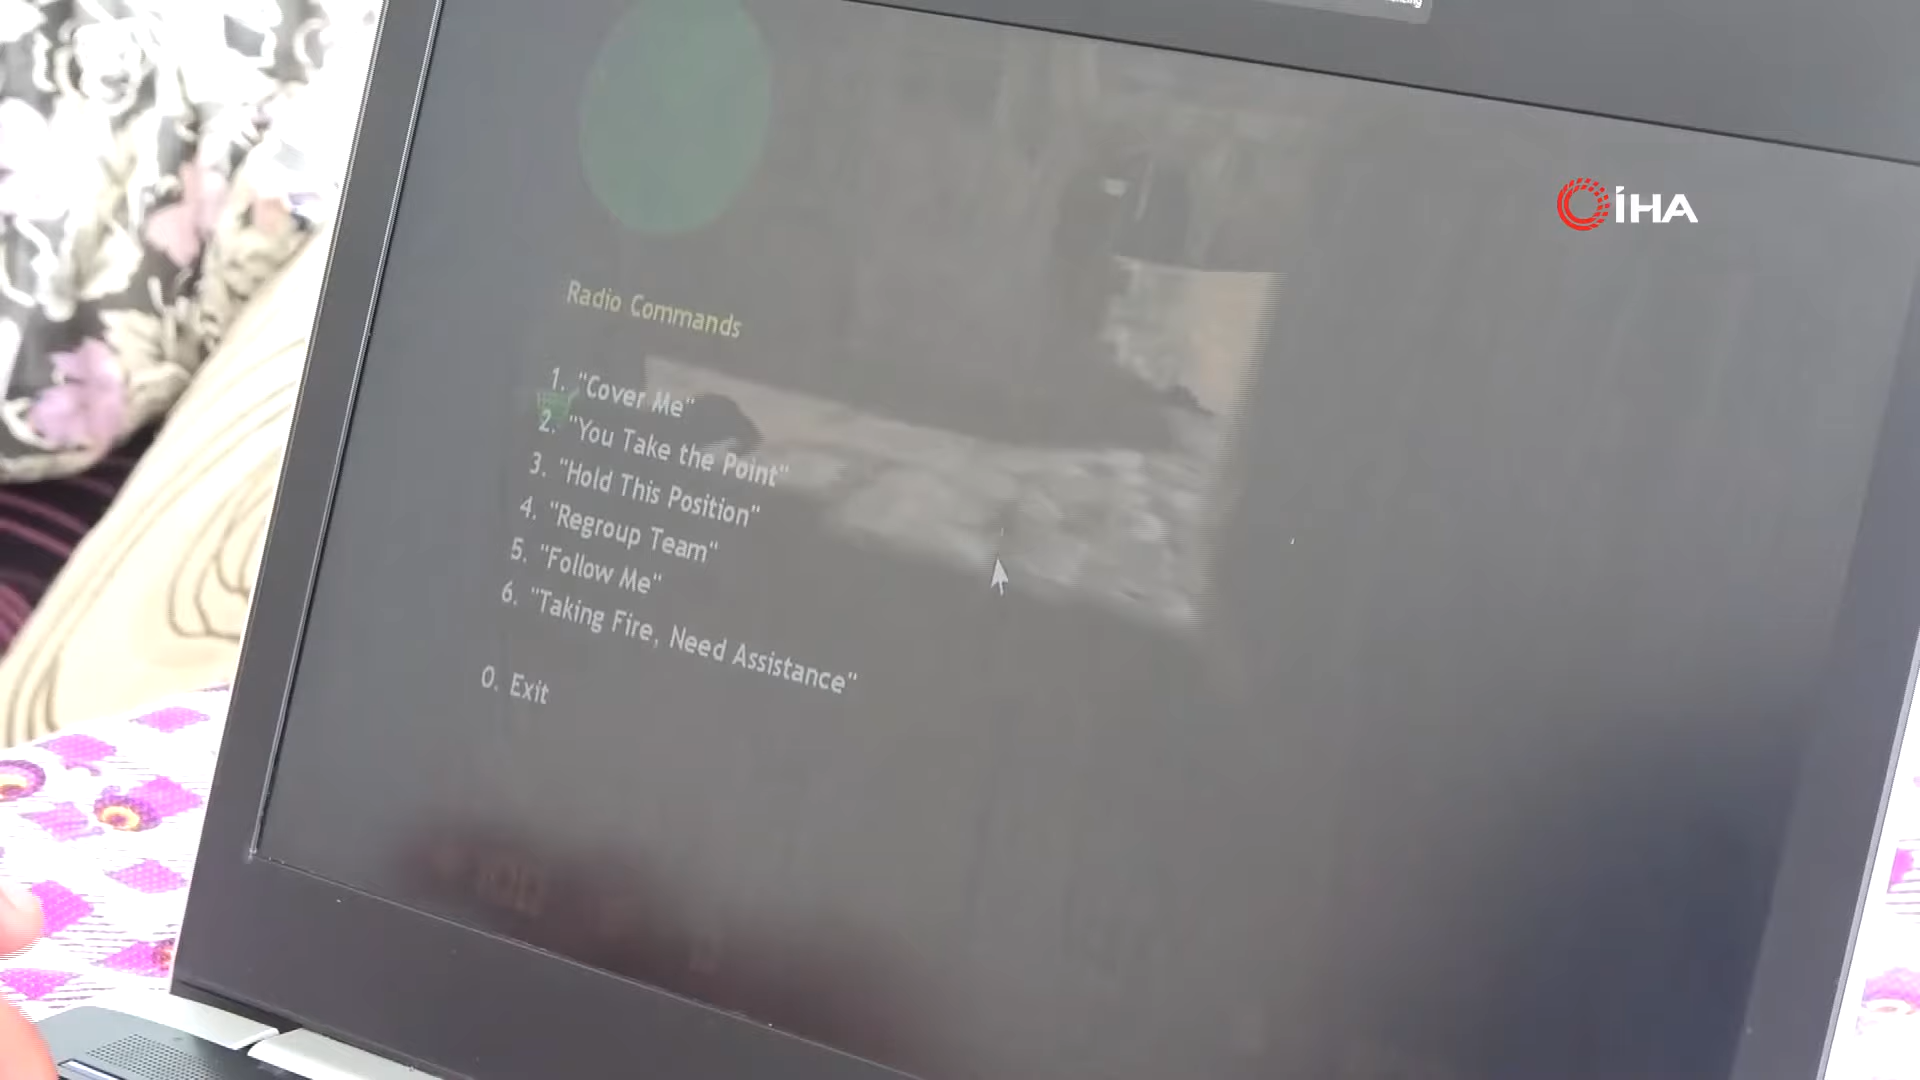 İHA
Radio Commands
1. "Cover Me"
2. "You Take the Point"
3. "Hold This Position"
4. "Regroup Team"
5. "Follow Me"
6. "Taking Fire, Need Assistance"
0. Exit